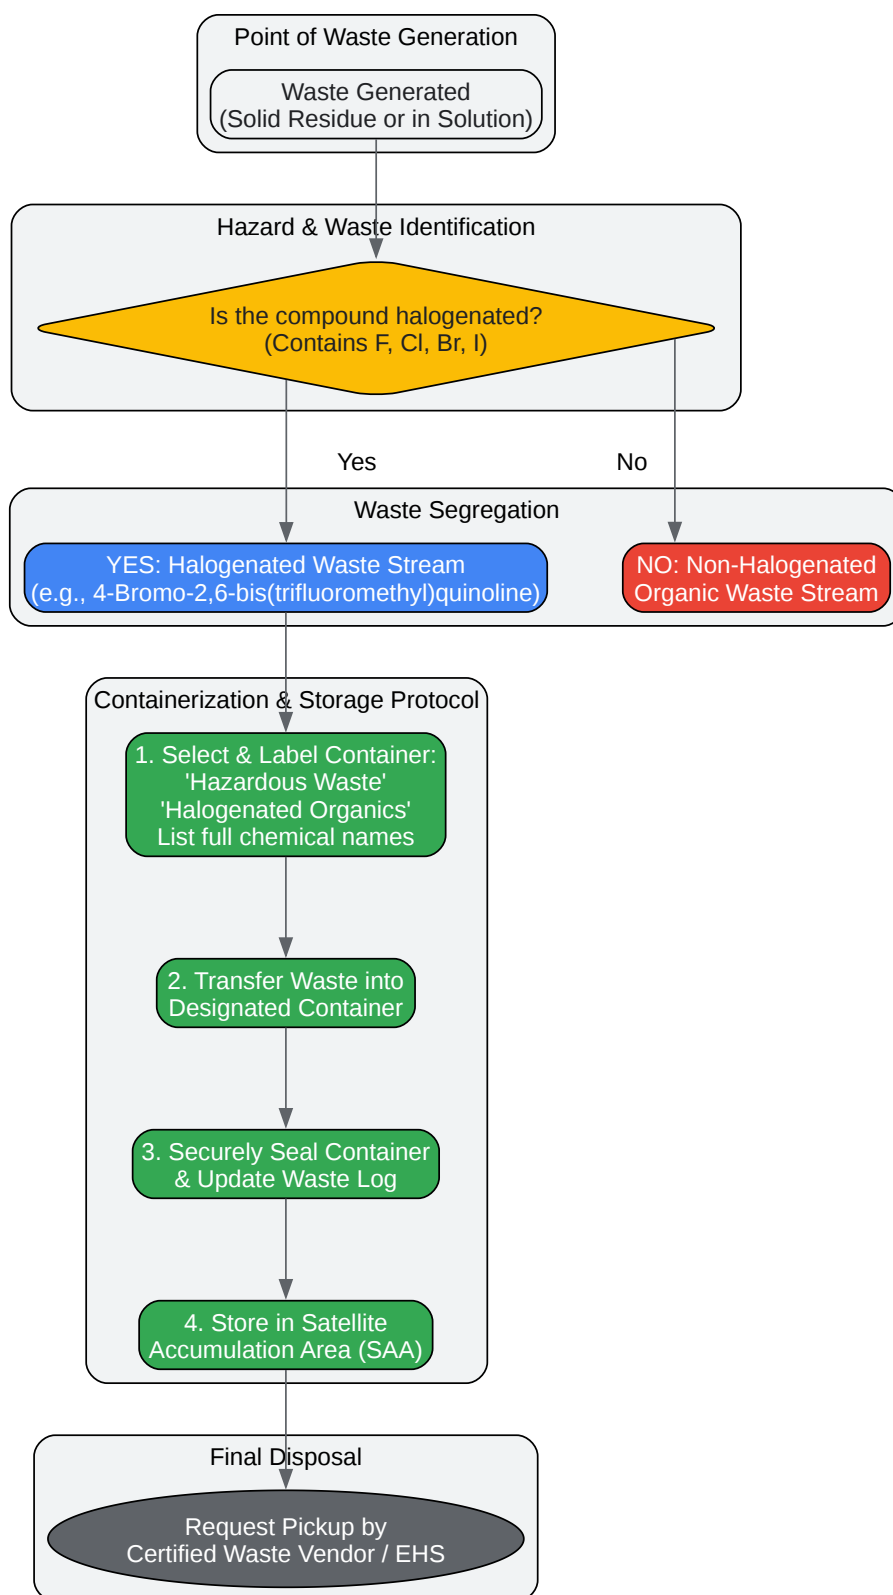 Point of Waste Generation
Waste Generated
(Solid Residue or in Solution)
Hazard & Waste Identification
Is the compound halogenated?
(Contains F, Cl, Br, I)
Yes
No
Waste Segregation
YES: Halogenated Waste Stream
(e.g., 4-Bromo-2,6-bis(trifluoromethyl)quinoline)
NO: Non-Halogenated
Organic Waste Stream
Containerization & Storage Protocol
1. Select & Label Container:
'Hazardous Waste'
'Halogenated Organics'
List full chemical names
2. Transfer Waste into
Designated Container
3. Securely Seal Container
& Update Waste Log
4. Store in Satellite
Accumulation Area (SAA)
Final Disposal
Request Pickup by
Certified Waste Vendor / EHS